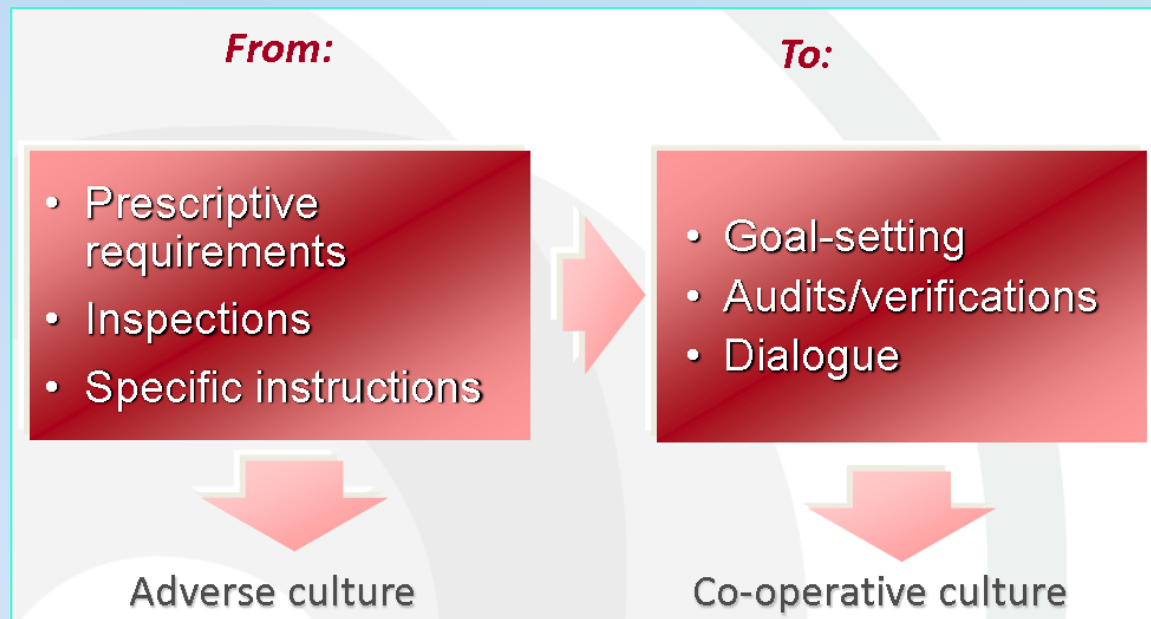 From:
• Prescriptive
requirements
• Inspections
• Specific instructions
Adverse culture
To:
• Goal-setting
• Audits/verifications
• Dialogue
Co-operative culture